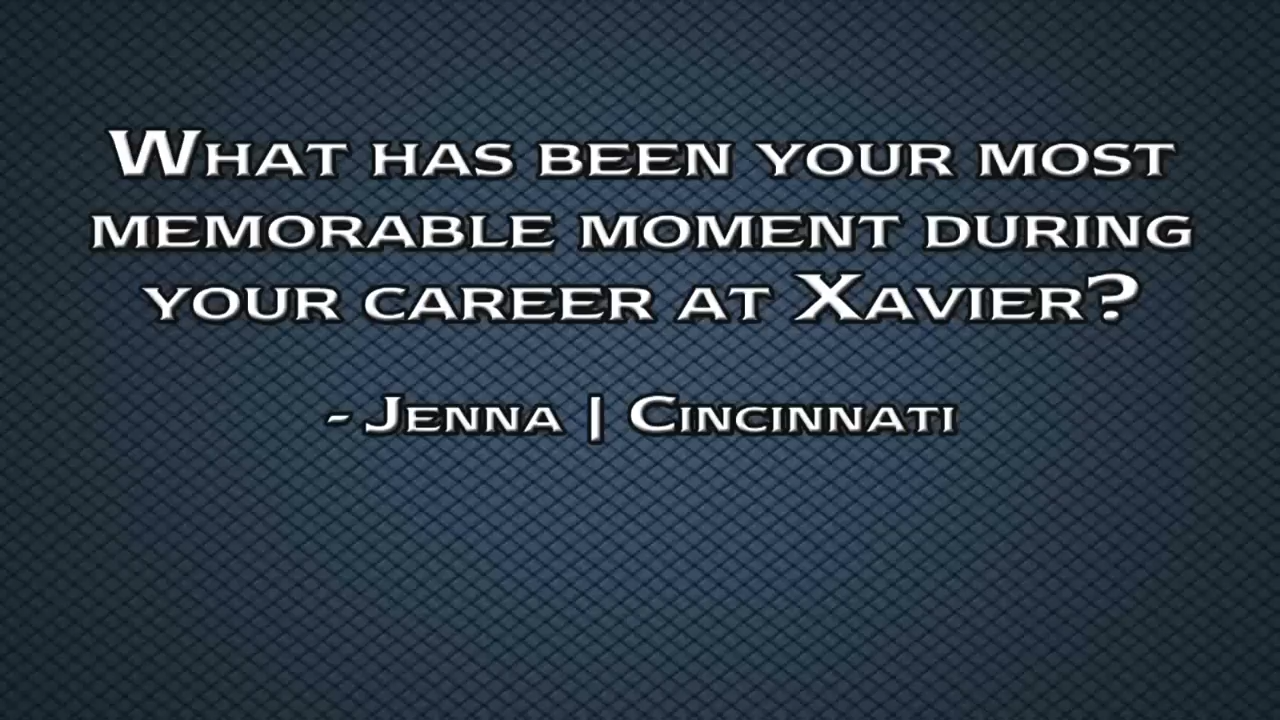 What has been your most
memorable moment during
your career at Xavier?
- Jenna | Cincinnati